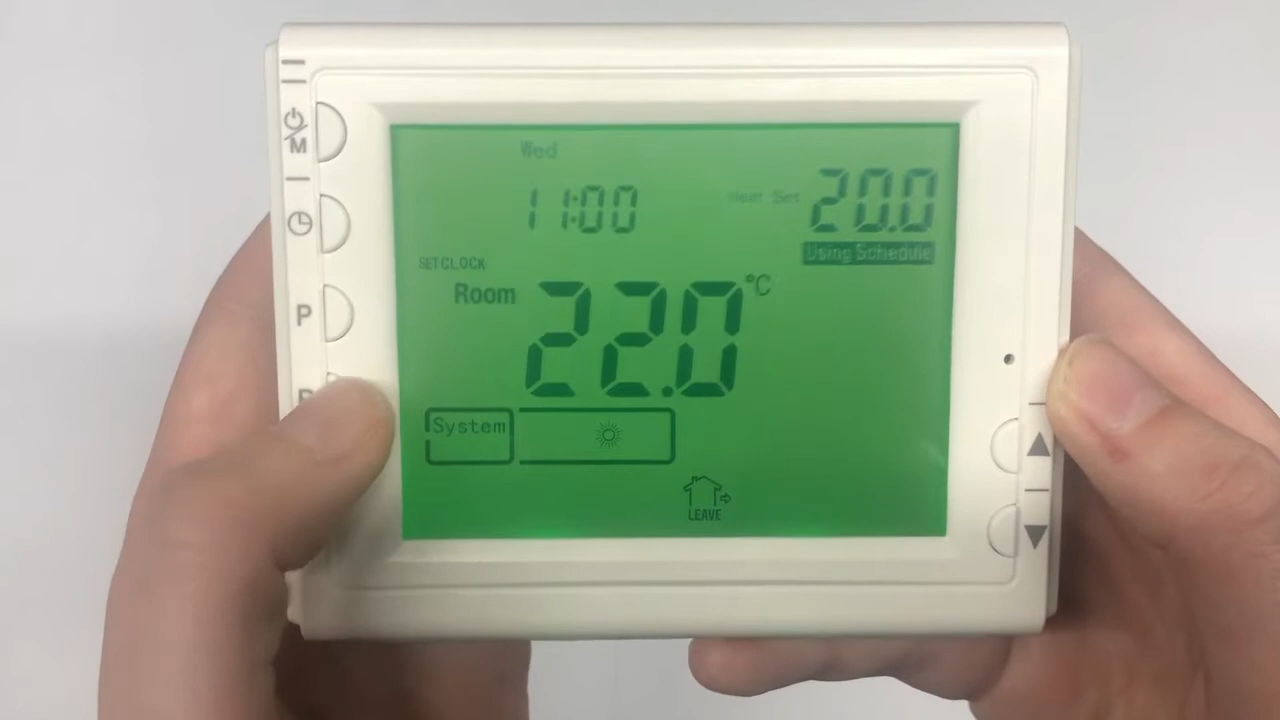 Wed
11:00
Heat Set 20.0
Using Schedule
SET CLOCK
Room 22.0 °C
System
LEAVE
M
P